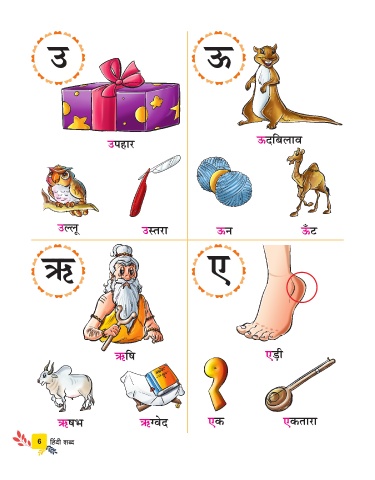 उ
उपहार
उल्लू
उस्तरा
ऊ
ऊदबिलाव
ऊन
ऊँट
ऋ
ऋषि
ऋषभ
ऋग्वेद
ए
एड़ी
एक
एकतारा
6 हिंदी शब्द